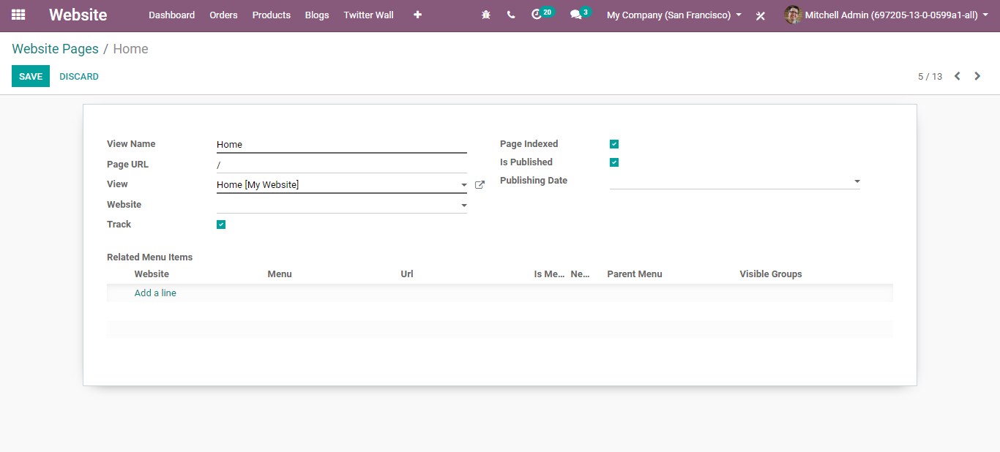 Website Dashboard Orders Products Blogs Twitter Wall 20 3 My Company (San Francisco) Mitchell Admin (697205-13-0-0599a1-all)
Website Pages / Home
SAVE DISCARD 5 / 13
View Name Home Page Indexed
Page URL / Is Published
View Home [My Website] Publishing Date
Website
Track
Related Menu Items
Website Menu Url Is Me... Ne... Parent Menu Visible Groups
Add a line